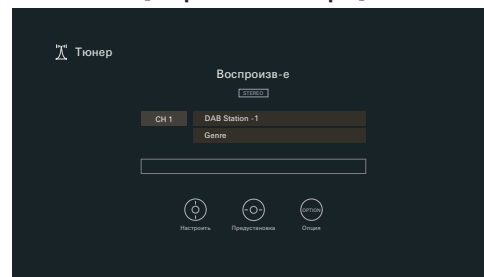 Тюнер
Воспроизв-е
STEREO
CH 1
DAB Station -1
Genre
OPTION
Настроить
Предустановка
Опция